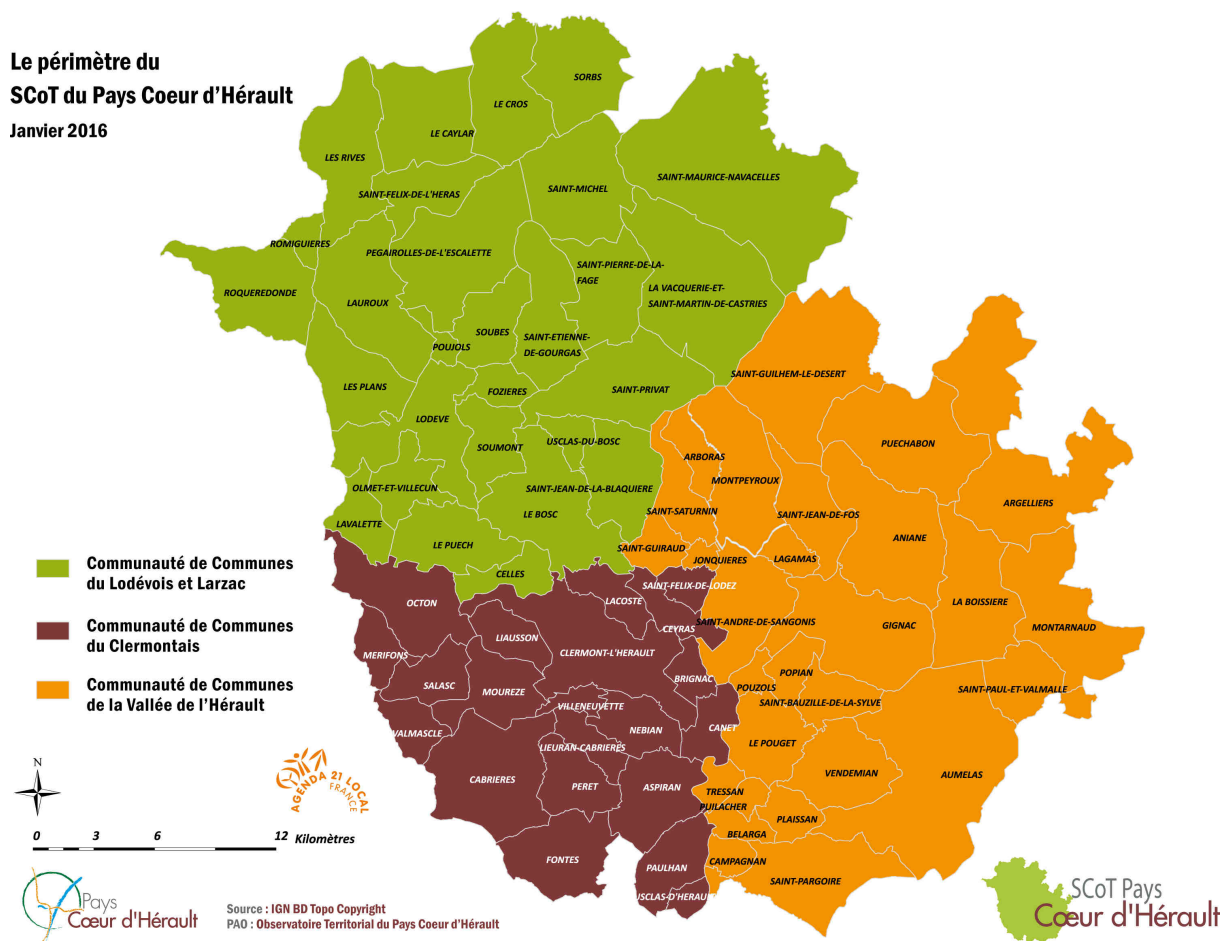 Le périmètre du
SCoT du Pays Coeur d'Hérault
Janvier 2016
SORBS
LE CROS
LE CAYLAR
LES RIVES
SAINT-MAURICE-NAVACELLES
SAINT-MICHEL
SAINT-FELIX-DE-L'HERAS
ROMIGUIERES
PEGAIROLLES-DE-L'ESCALETTE
SAINT-PIERRE-DE-LA-
FAGE
LA VACQUERIE-ET-
SAINT-MARTIN-DE-CASTRIES
ROQUEREDONDE
LAUROUX
SOUBES
SAINT-ETIENNE-
DE-GOURGAS
POUJOLS
SAINT-GUILHEM-LE-DESERT
LES PLANS
FOZIERES
SAINT-PRIVAT
LODEVE
SOUMONT
USCLAS-DU-BOSC
PUECHABON
ARBORAS
MONTPEYROUX
OLMET-ET-VILLECUN
SAINT-JEAN-DE-LA-BLAQUIERE
ARGELLIERS
LE BOSC
SAINT-SATURNIN
SAINT-JEAN-DE-FOS
LAVALETTE
ANIANE
LE PUECH
SAINT-GUIRAUD
JONQUIERES
LAGAMAS
CELLES
SAINT-FELIX-DE-LODEZ
OCTON
LACOSTE
LA BOISSIERE
CEYRAS
SAINT-ANDRE-DE-SANGONIS
GIGNAC
MONTARNAUD
LIAUSSON
CLERMONT-L'HERAULT
MERIFONS
SALASC
MOUREZE
BRIGNAC
POPIAN
POUZOLS
SAINT-PAUL-ET-VALMALLE
VILLENEUVETTE
SAINT-BAUZILLE-DE-LA-SYLVE
VALMASCLE
NEBIAN
CANET
LE POUGET
LIEURAN-CABRIERES
CABRIERES
PERET
ASPIRAN
VENDEMIAN
AUMELAS
TRESSAN
PUILACHER
PLAISSAN
BELARGA
FONTES
PAULHAN
CAMPAGNAN
SAINT-PARGOIRE
USCLAS-D'HERAULT
Communauté de Communes
du Lodévois et Larzac
Communauté de Communes
du Clermontais
Communauté de Communes
de la Vallée de l'Hérault
N
AGENDA 21 LOCAL
FRANCE
0 3 6 12 Kilomètres
Pays
Cœur d'Hérault
Source : IGN BD Topo Copyright
PAO : Observatoire Territorial du Pays Coeur d'Hérault
SCoT Pays
Cœur d'Hérault